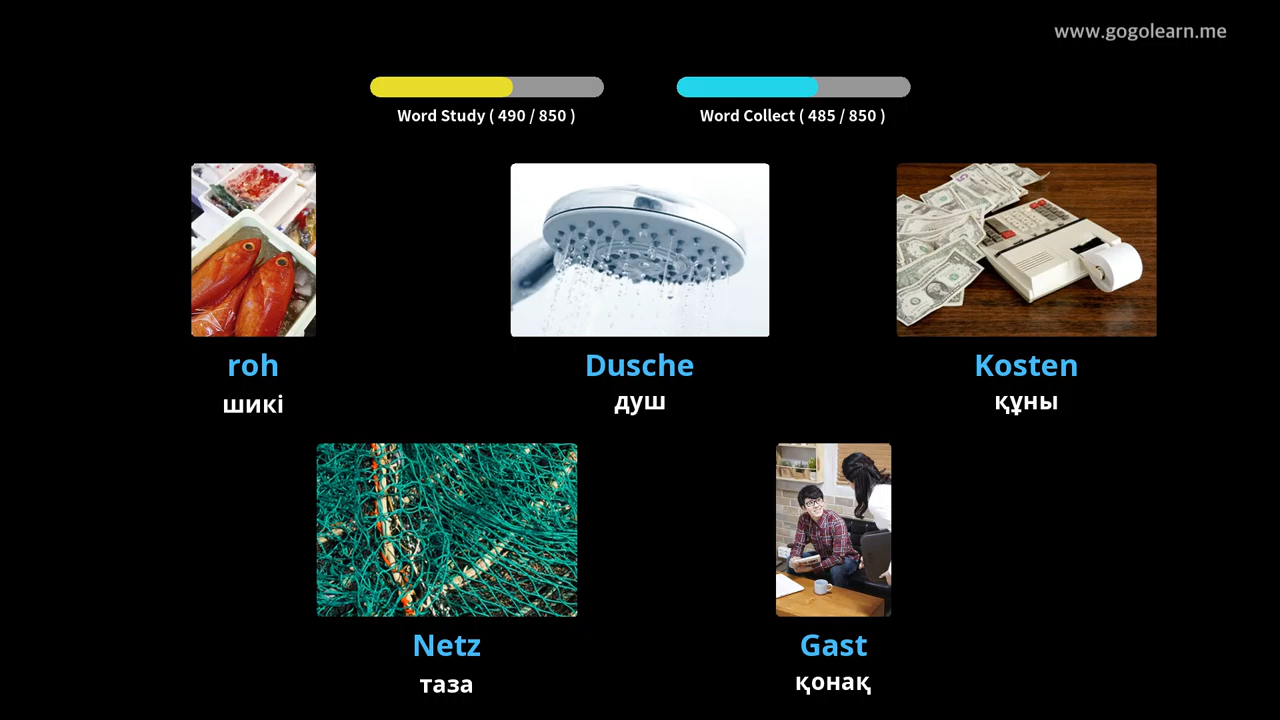 www.gogolearn.me
Word Study ( 490 / 850 )
Word Collect ( 485 / 850 )
roh
шикі
Dusche
душ
Kosten
құны
Netz
таза
Gast
қонақ